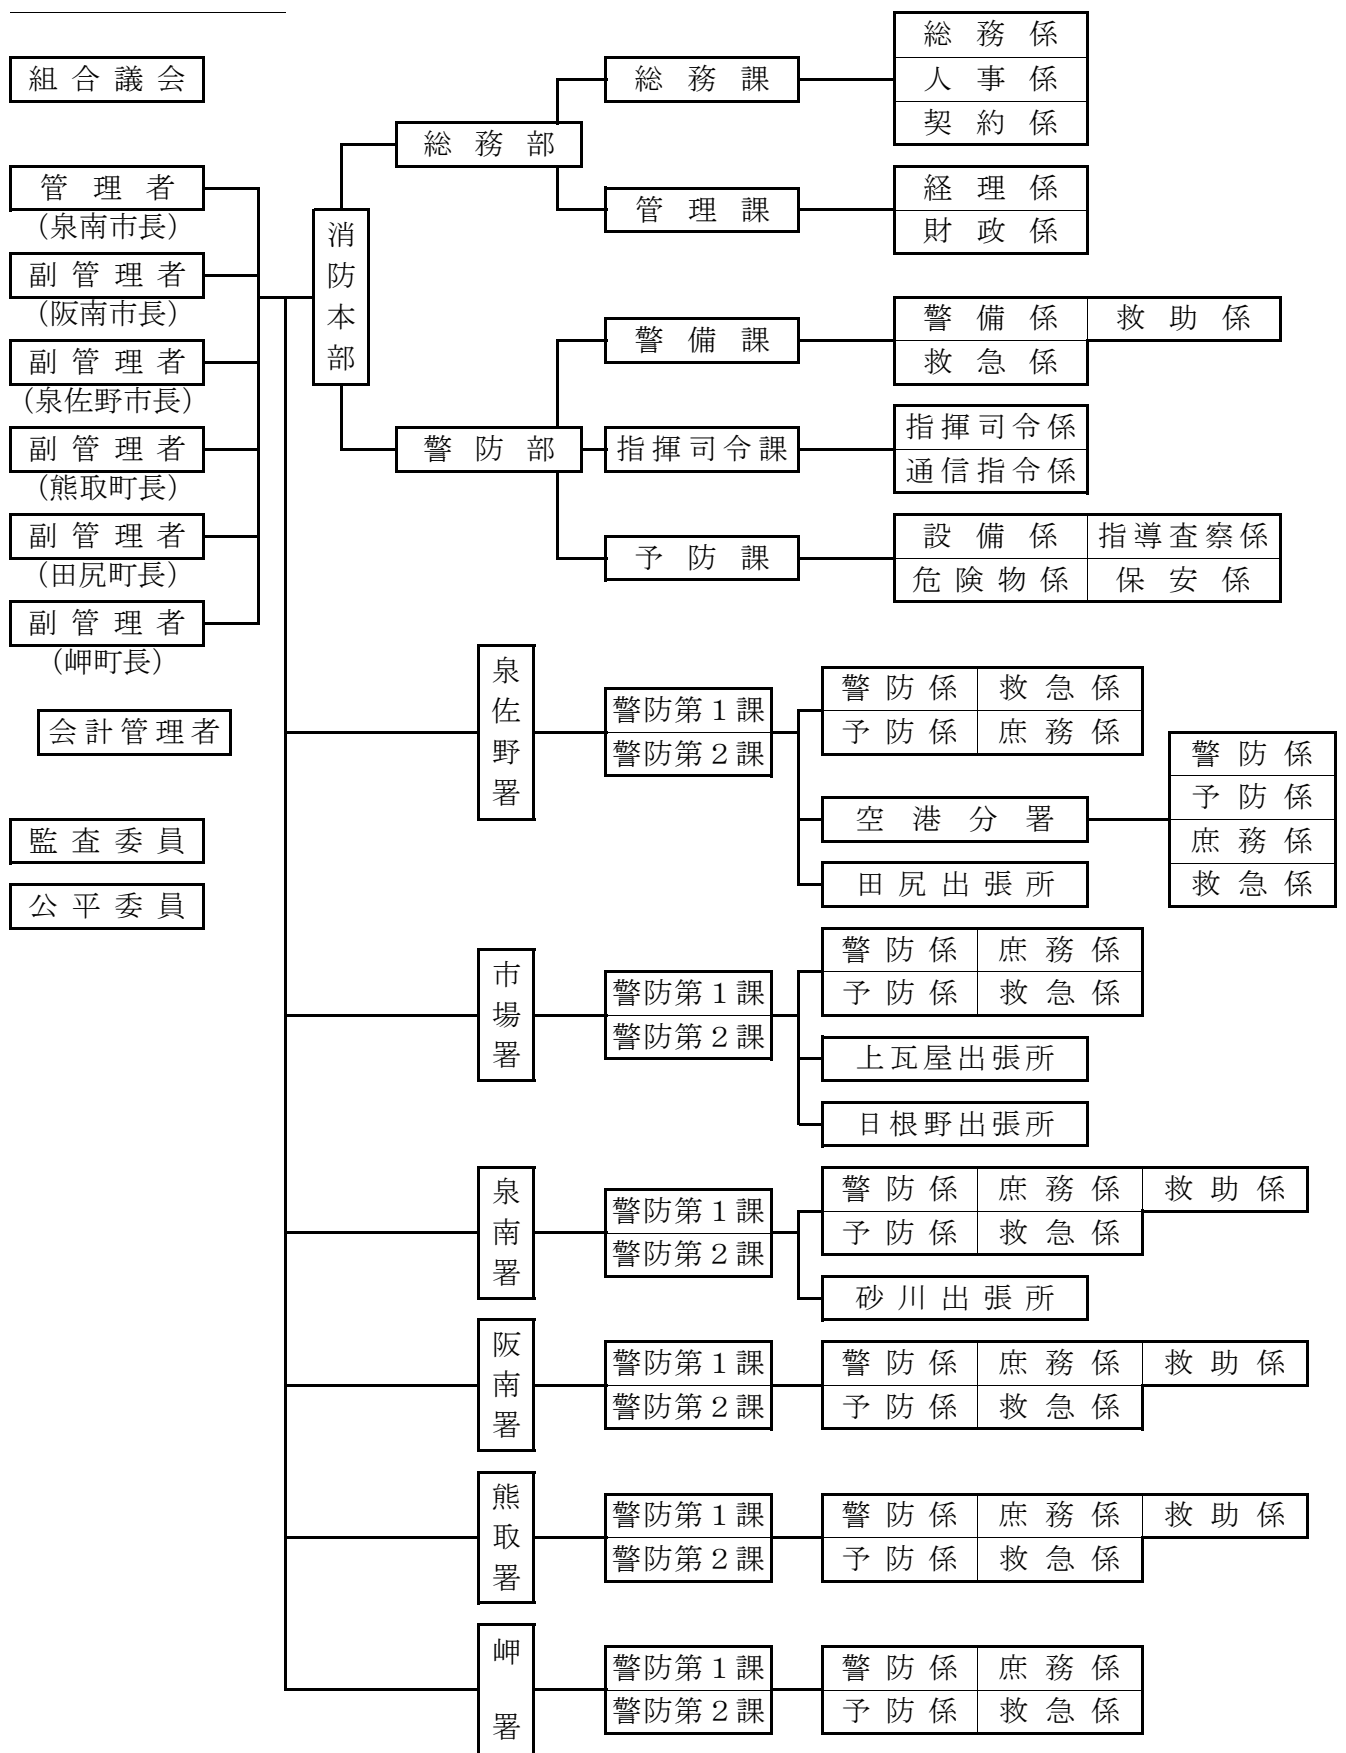 組合議会
管理者
(泉南市長)
副管理者
(阪南市長)
副管理者
(泉佐野市長)
副管理者
(熊取町長)
副管理者
(田尻町長)
副管理者
(岬町長)
会計管理者
監査委員
公平委員
消防本部
総務部
総務課
総務係
人事係
契約係
管理課
経理係
財政係
警防部
警備課
警備係 救助係
救急係
指揮司令課
指揮司令係
通信指令係
予防課
設備係 指導査察係
危険物係 保安係
泉佐野署
警防第1課
警防第2課
警防係 救急係
予防係 庶務係
空港分署
警防係
予防係
庶務係
救急係
田尻出張所
市場署
警防第1課
警防第2課
警防係 庶務係
予防係 救急係
上瓦屋出張所
日根野出張所
泉南署
警防第1課
警防第2課
警防係 庶務係 救助係
予防係 救急係
砂川出張所
阪南署
警防第1課
警防第2課
警防係 庶務係 救助係
予防係 救急係
熊取署
警防第1課
警防第2課
警防係 庶務係 救助係
予防係 救急係
岬署
警防第1課
警防第2課
警防係 庶務係
予防係 救急係